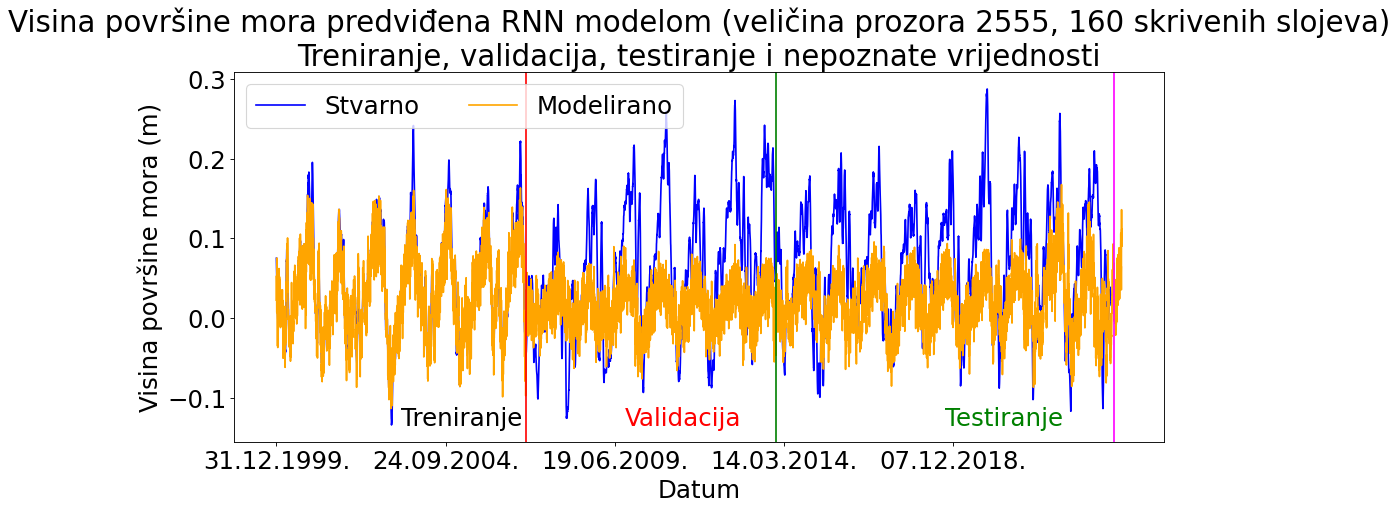 Visina površine mora predviđena RNN modelom (veličina prozora 2555, 160 skrivenih slojeva)
Treniranje, validacija, testiranje i nepoznate vrijednosti
Stvarno
Modelirano
Visina površine mora (m)
0.3
0.2
0.1
0.0
−0.1
Treniranje
Validacija
Testiranje
31.12.1999.
24.09.2004.
19.06.2009.
14.03.2014.
07.12.2018.
Datum